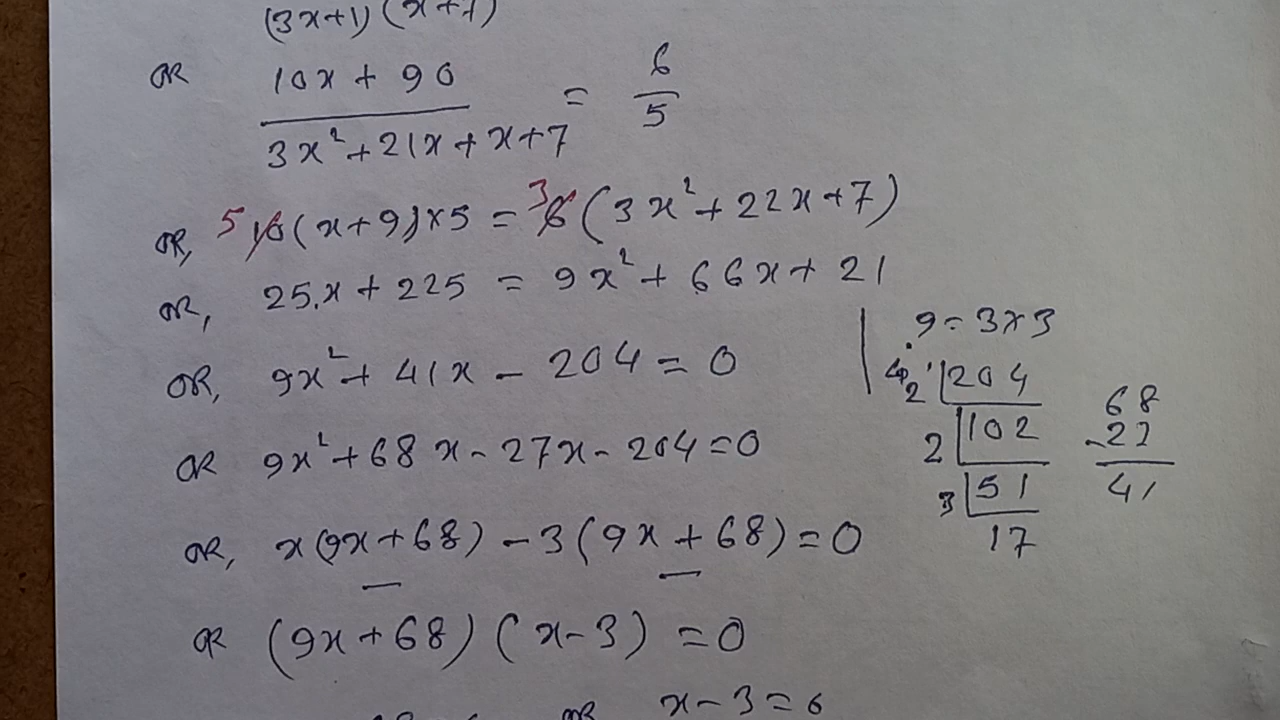 (3x+1)(x+7)
OR 10x + 90 / 3x²+21x+x+7 = 6/5
OR, 5 10(x+9)×5 = 3 6(3x²+22x+7)
OR, 25x + 225 = 9x² + 66x + 21
OR, 9x² + 41x - 204 = 0
OR 9x² + 68x - 27x - 204 = 0
OR, x(9x+68) - 3(9x+68) = 0
OR (9x+68)(x-3) = 0
OR x-3=0
9=3×3
2 204
2 102
3 51
17
68
-27
41